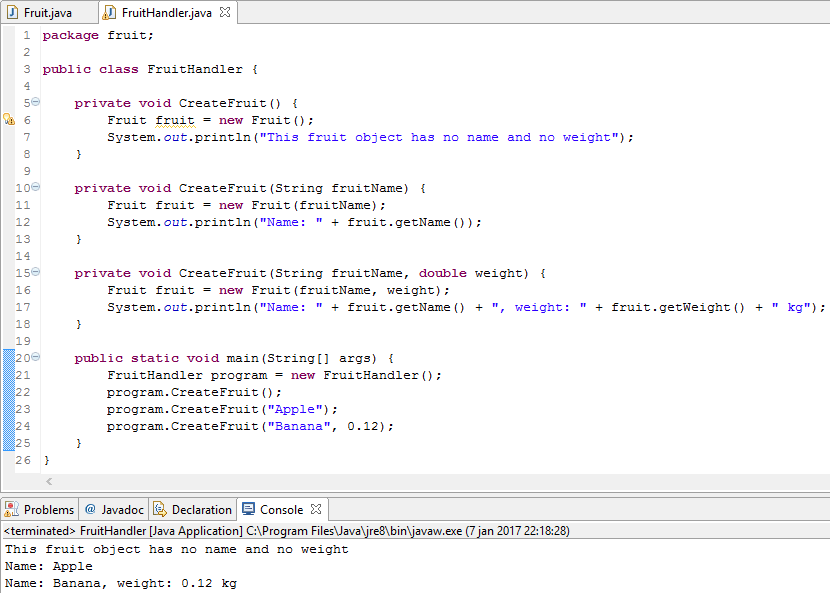 Fruit.java FruitHandler.java
1 package fruit;
2
3 public class FruitHandler {
4
5 private void CreateFruit() {
6 Fruit fruit = new Fruit();
7 System.out.println("This fruit object has no name and no weight");
8 }
9
10 private void CreateFruit(String fruitName) {
11 Fruit fruit = new Fruit(fruitName);
12 System.out.println("Name: " + fruit.getName());
13 }
14
15 private void CreateFruit(String fruitName, double weight) {
16 Fruit fruit = new Fruit(fruitName, weight);
17 System.out.println("Name: " + fruit.getName() + ", weight: " + fruit.getWeight() + " kg");
18 }
19
20 public static void main(String[] args) {
21 FruitHandler program = new FruitHandler();
22 program.CreateFruit();
23 program.CreateFruit("Apple");
24 program.CreateFruit("Banana", 0.12);
25 }
26 }
Problems @ Javadoc Declaration Console
<terminated> FruitHandler [Java Application] C:\Program Files\Java\jre8\bin\javaw.exe (7 jan 2017 22:18:28)
This fruit object has no name and no weight
Name: Apple
Name: Banana, weight: 0.12 kg